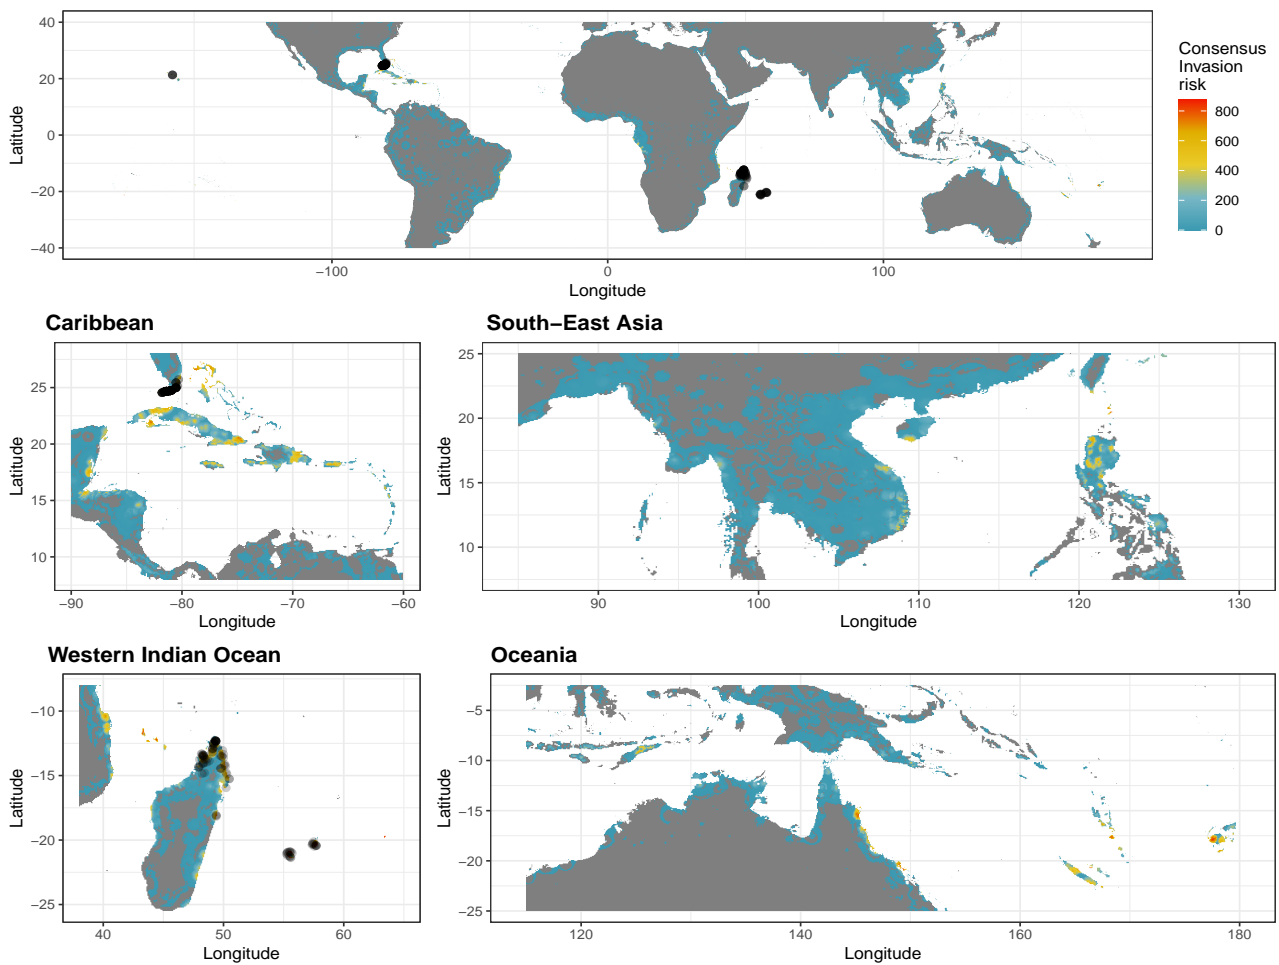 40
20
0
−20
−40
Latitude
−100
0
100
Longitude
Consensus
Invasion
risk
800
600
400
200
0
Caribbean
25
20
15
10
Latitude
−90
−80
−70
−60
Longitude
South−East Asia
25
20
15
10
Latitude
90
100
110
120
130
Longitude
Western Indian Ocean
−10
−15
−20
−25
Latitude
40
50
60
Longitude
Oceania
−5
−10
−15
−20
−25
Latitude
120
140
160
180
Longitude